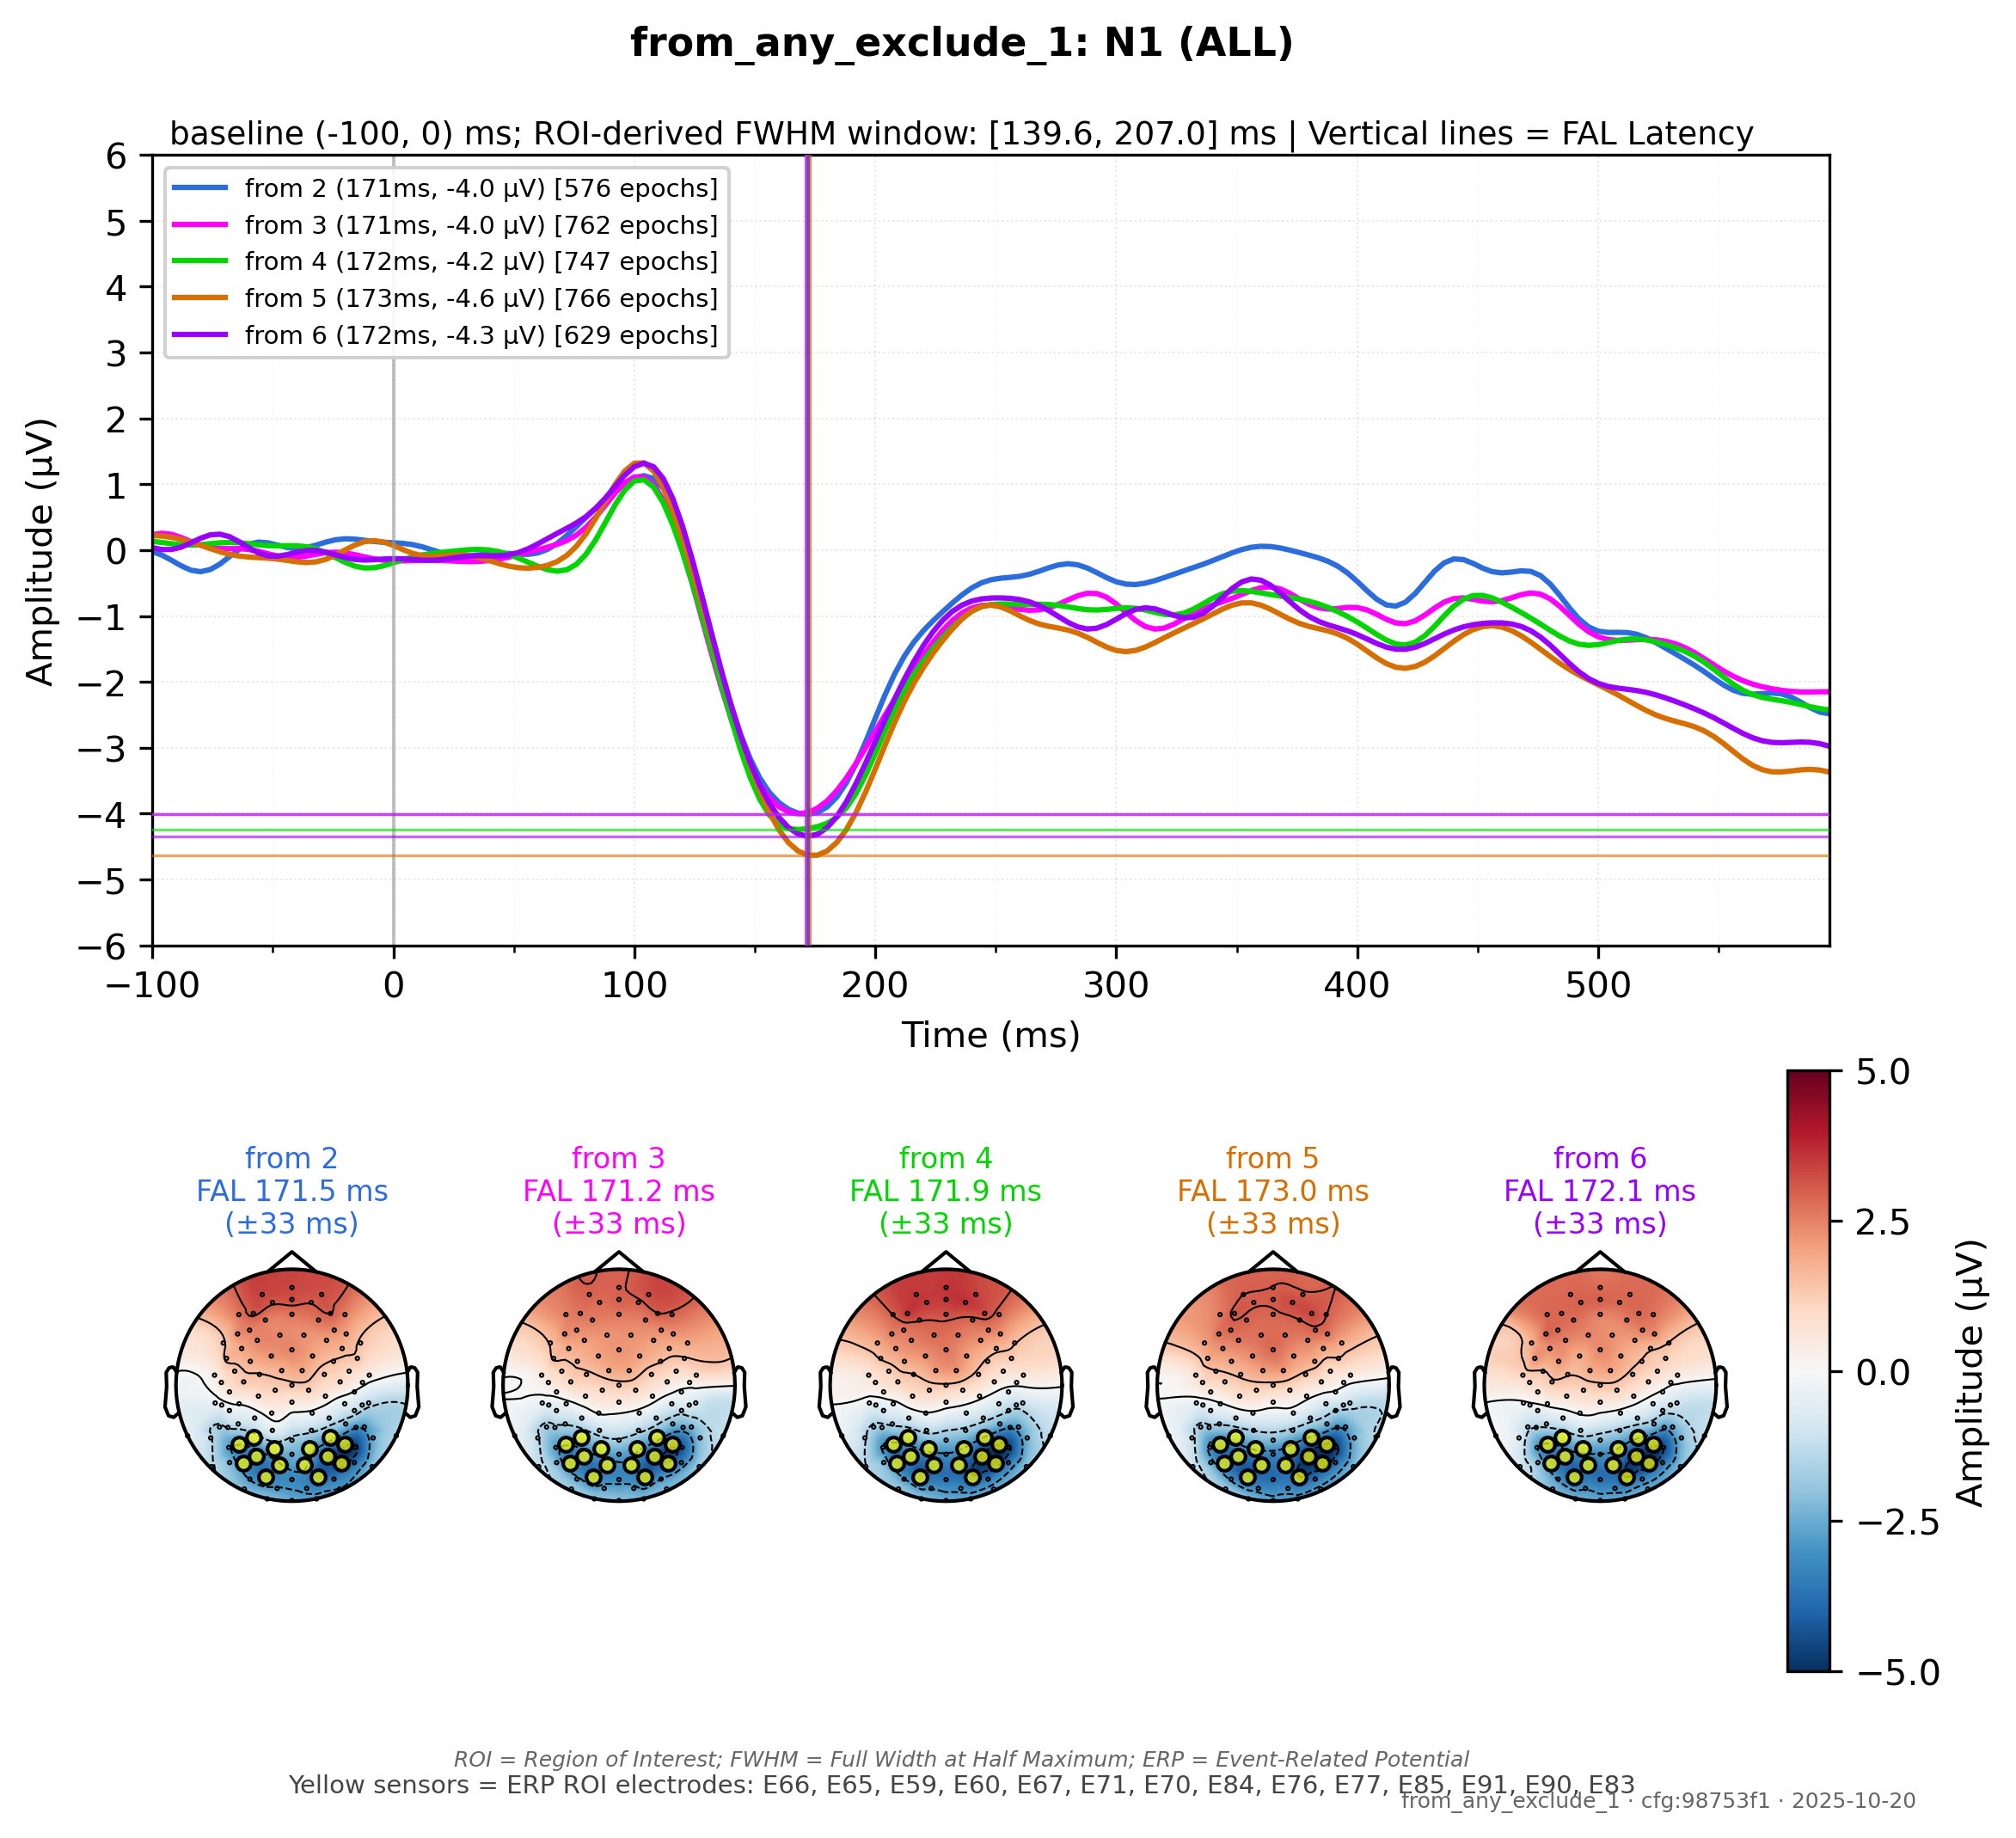 from_any_exclude_1: N1 (ALL)
baseline (-100, 0) ms; ROI-derived FWHM window: [139.6, 207.0] ms | Vertical lines = FAL Latency
from 2 (171ms, -4.0 µV) [576 epochs]
from 3 (171ms, -4.0 µV) [762 epochs]
from 4 (172ms, -4.2 µV) [747 epochs]
from 5 (173ms, -4.6 µV) [766 epochs]
from 6 (172ms, -4.3 µV) [629 epochs]
Amplitude (µV)
6
5
4
3
2
1
0
−1
−2
−3
−4
−5
−6
−100 0 100 200 300 400 500
Time (ms)
from 2 from 3 from 4 from 5 from 6
FAL 171.5 ms FAL 171.2 ms FAL 171.9 ms FAL 173.0 ms FAL 172.1 ms
(±33 ms) (±33 ms) (±33 ms) (±33 ms) (±33 ms)
5.0
2.5
0.0
−2.5
−5.0
Amplitude (µV)
ROI = Region of Interest; FWHM = Full Width at Half Maximum; ERP = Event-Related Potential
Yellow sensors = ERP ROI electrodes: E66, E65, E59, E60, E67, E71, E70, E84, E76, E77, E85, E91, E90, E83
from_any_exclude_1 · cfg:98753f1 · 2025-10-20